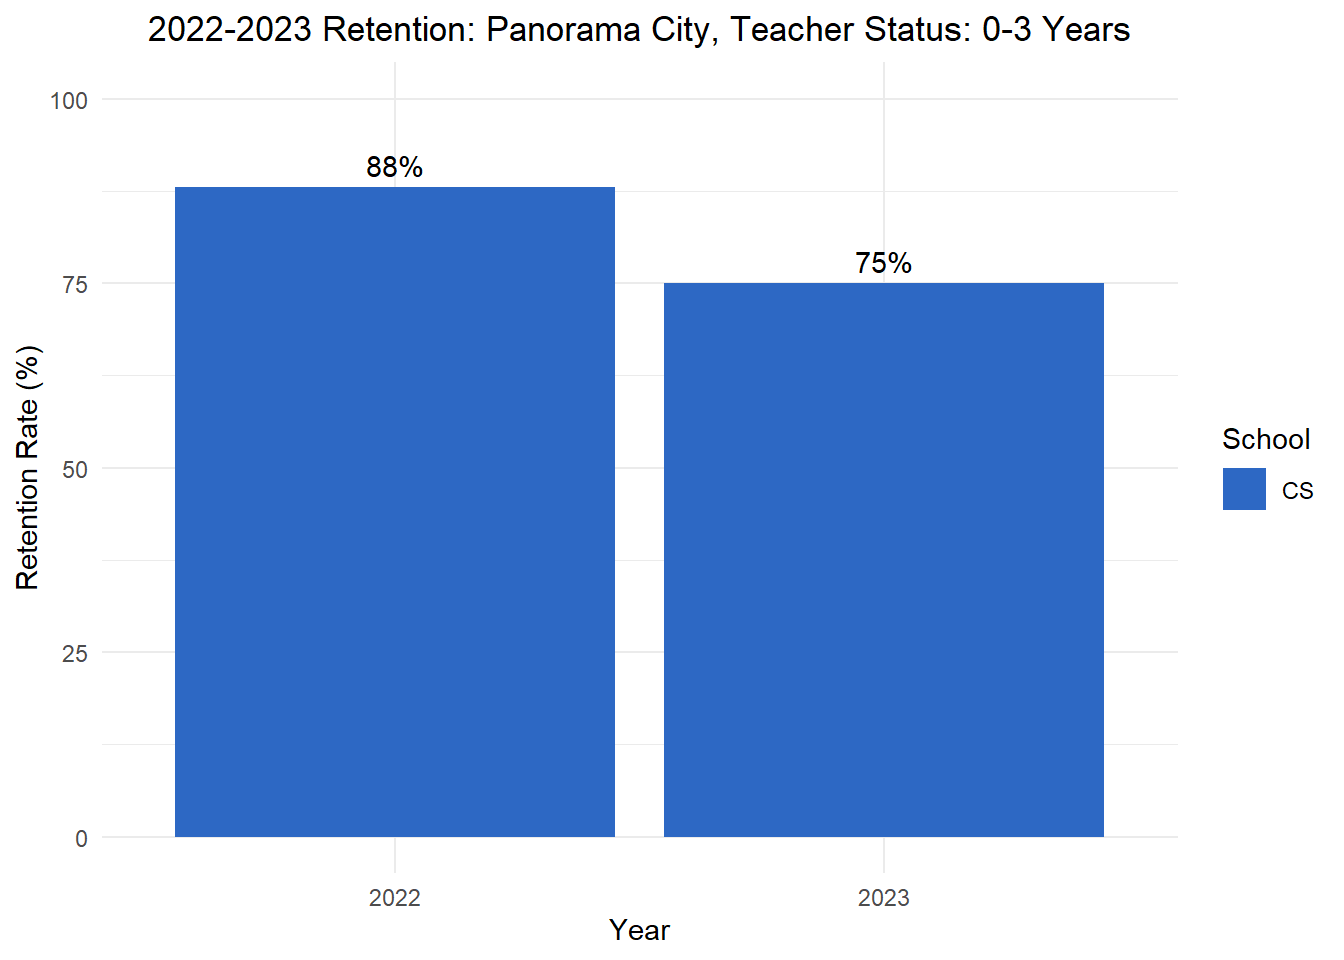 2022-2023 Retention: Panorama City, Teacher Status: 0-3 Years
100
75
50
25
0
Retention Rate (%)
88%
75%
2022
2023
Year
School
CS